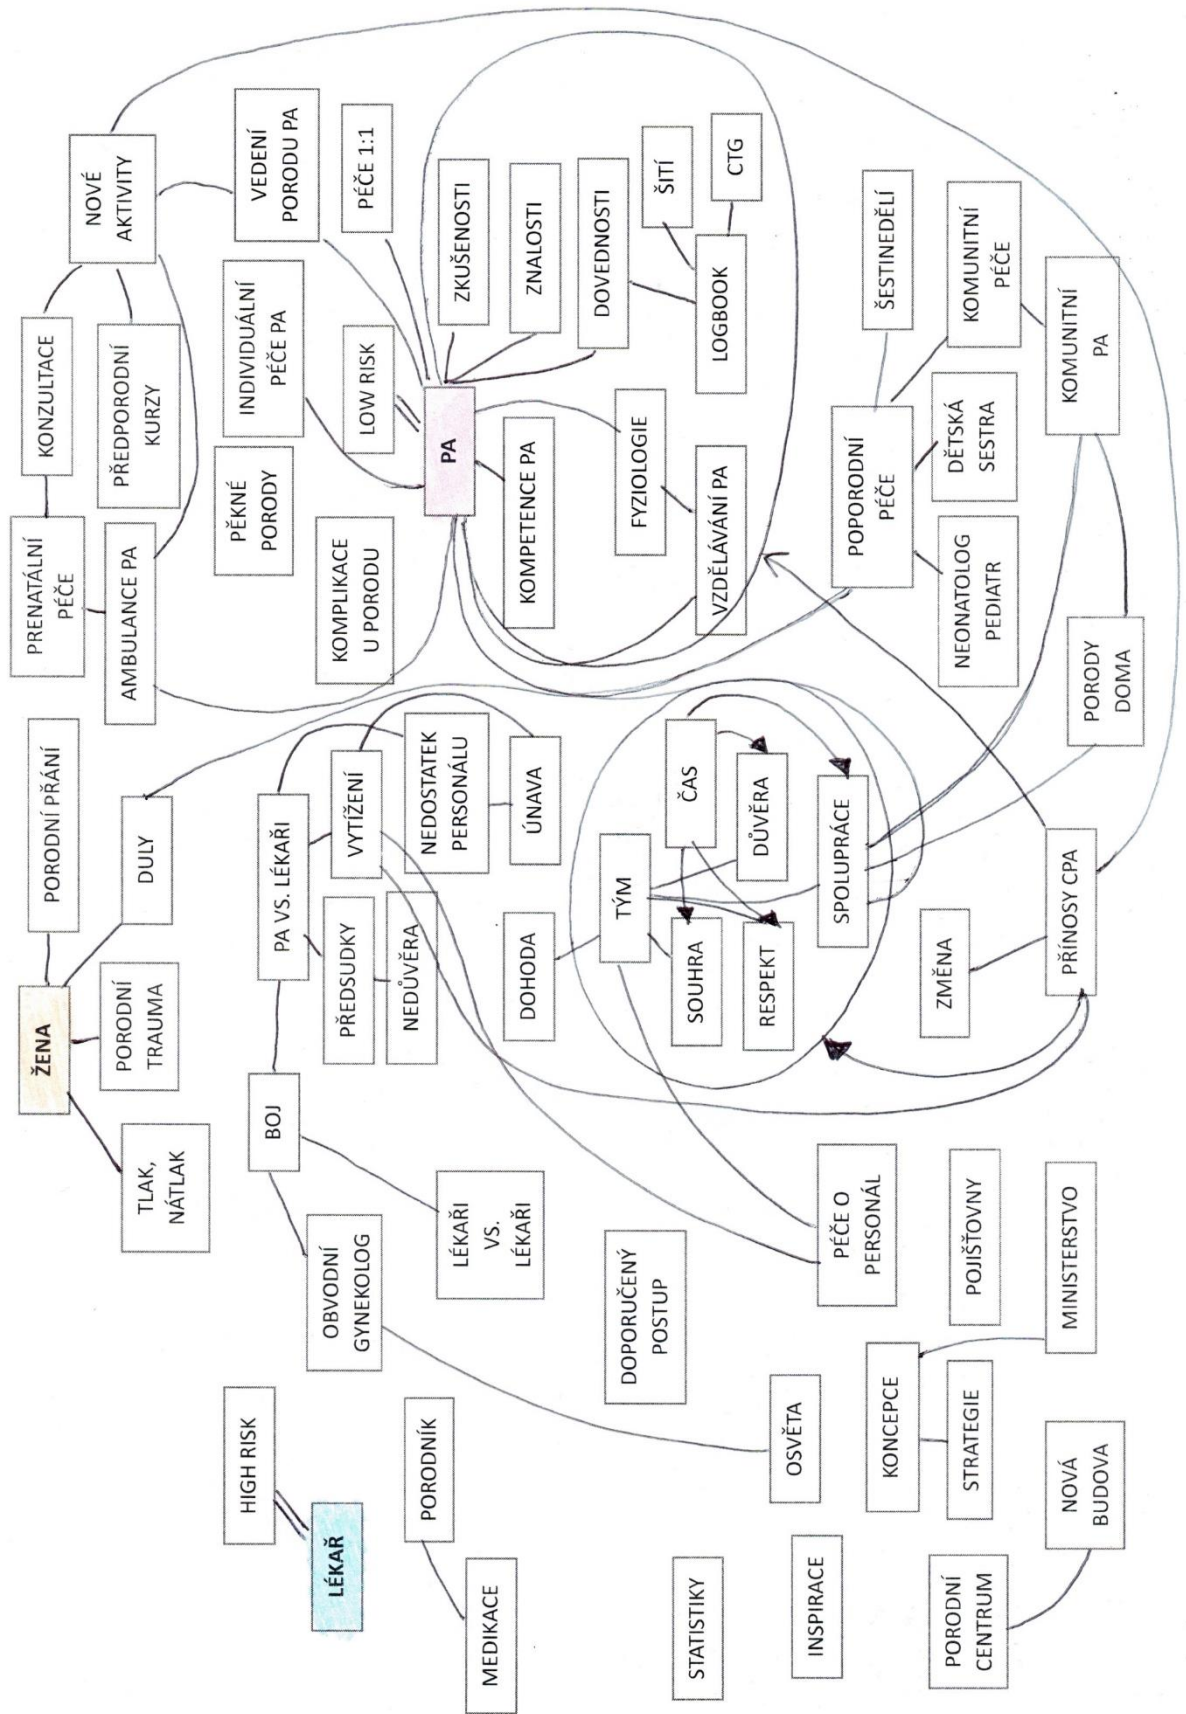 ŽENA
PORODNÍ PŘÁNÍ
PRENATÁLNÍ
PÉČE
KONZULTACE
NOVÉ
AKTIVITY
TLAK,
NÁTLAK
PORODNÍ
TRAUMA
DULY
AMBULANCE PA
PŘEDPORODNÍ
KURZY
HIGH RISK
OBVODNÍ
GYNEKOLOG
BOJ
PA VS. LÉKAŘI
PĚKNÉ
PORODY
INDIVIDUÁLNÍ
PÉČE PA
VEDENÍ
PORODU PA
LÉKAŘ
PŘEDSUDKY
VYTÍŽENÍ
KOMPLIKACE
U PORODU
LOW RISK
PÉČE 1:1
PORODNÍK
LÉKAŘI
VS.
LÉKAŘI
NEDŮVĚRA
NEDOSTATEK
PERSONÁLU
PA
ZKUŠENOSTI
MEDIKACE
DOHODA
ÚNAVA
KOMPETENCE PA
ZNALOSTI
DOPORUČENÝ
POSTUP
TÝM
FYZIOLOGIE
DOVEDNOSTI
ŠITÍ
STATISTIKY
SOUHRA
ČAS
VZDĚLÁVÁNÍ PA
LOGBOOK
CTG
OSVĚTA
RESPEKT
DŮVĚRA
INSPIRACE
PÉČE O
PERSONÁL
SPOLUPRÁCE
POPORODNÍ
PÉČE
ŠESTINEDĚLÍ
KONCEPCE
PORODNÍ
CENTRUM
STRATEGIE
POJIŠŤOVNY
ZMĚNA
NEONATOLOG
PEDIATR
DĚTSKÁ
SESTRA
KOMUNITNÍ
PÉČE
NOVÁ
BUDOVA
MINISTERSTVO
PŘÍNOSY CPA
PORODY
DOMA
KOMUNITNÍ
PA